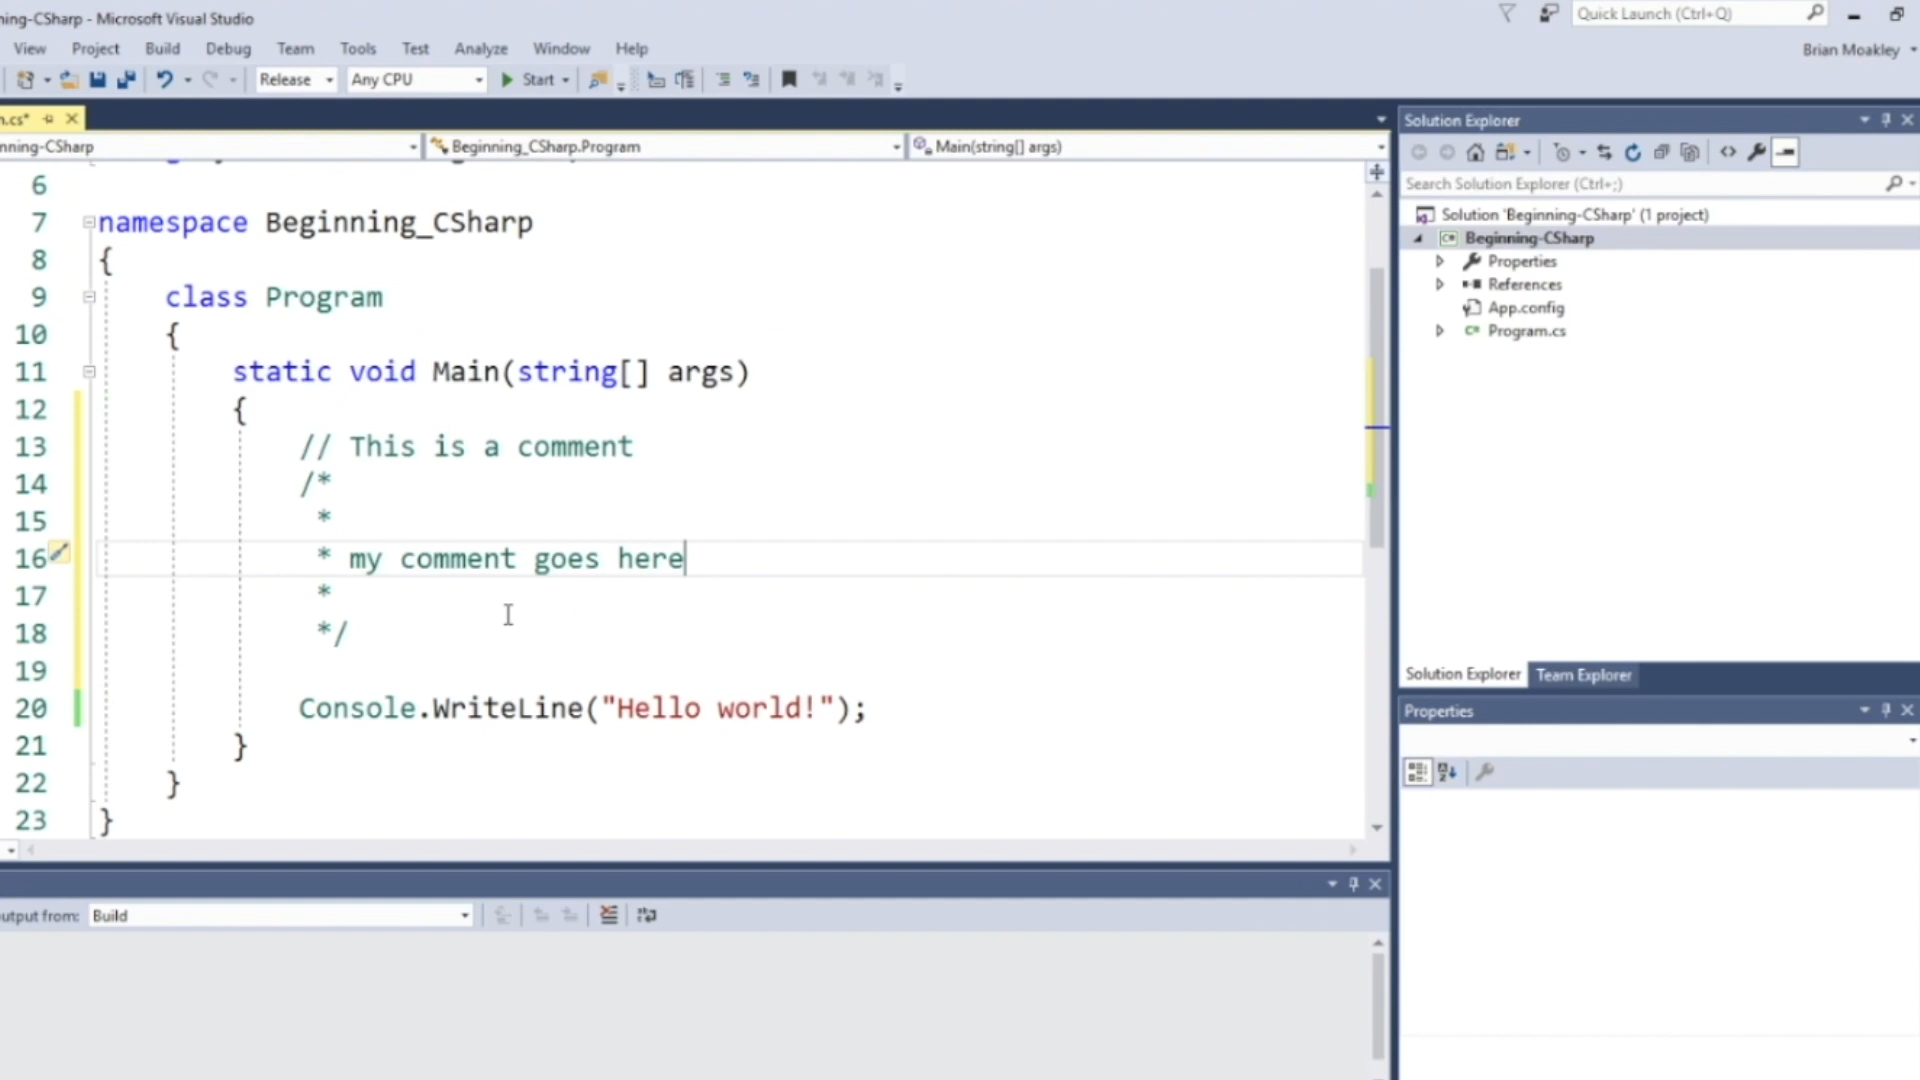 ning-CSharp - Microsoft Visual Studio
Quick Launch (Ctrl+Q)
View Project Build Debug Team Tools Test Analyze Window Help
Brian Moakley
Release Any CPU Start
n.cs*
nning-CSharp Beginning_CSharp.Program Main(string[] args)
6
7 namespace Beginning_CSharp
8 {
9 class Program
10 {
11 static void Main(string[] args)
12 {
13 // This is a comment
14 /*
15 *
16 * my comment goes here
17 *
18 */
19
20 Console.WriteLine("Hello world!");
21 }
22 }
23 }
utput from: Build
Solution Explorer
Search Solution Explorer (Ctrl+;)
Solution 'Beginning-CSharp' (1 project)
Beginning-CSharp
Properties
References
App.config
Program.cs
Solution Explorer Team Explorer
Properties